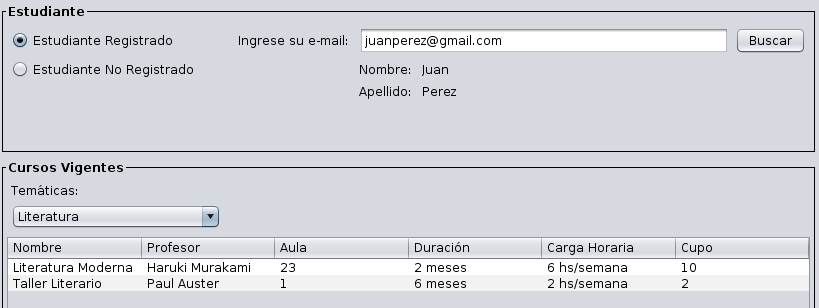 Estudiante
Estudiante Registrado Ingrese su e-mail: juanperez@gmail.com Buscar
Estudiante No Registrado Nombre: Juan
Apellido: Perez
Cursos Vigentes
Temáticas:
Literatura
Nombre Profesor Aula Duración Carga Horaria Cupo
Literatura Moderna Haruki Murakami 23 2 meses 6 hs/semana 10
Taller Literario Paul Auster 1 6 meses 2 hs/semana 2